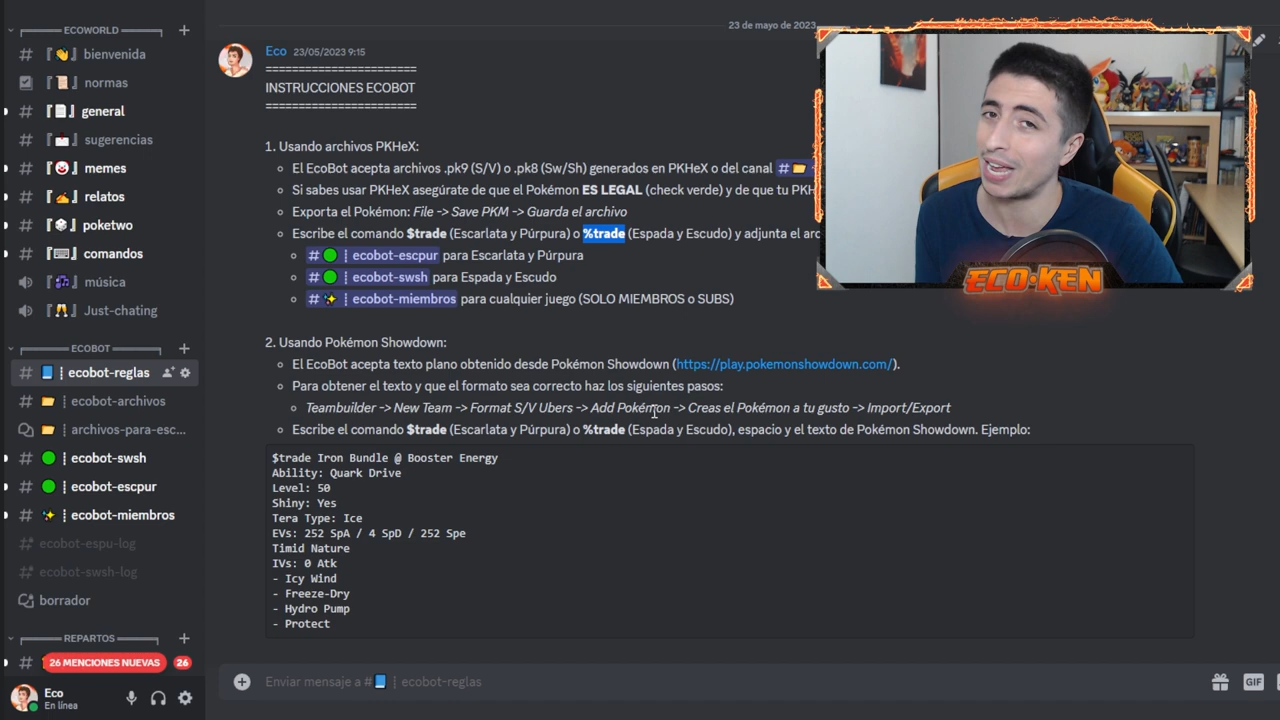 ECOWORLD
bienvenida
normas
general
sugerencias
memes
relatos
poketwo
comandos
música
Just-chating
ECOBOT
ecobot-reglas
ecobot-archivos
archivos-para-esc...
ecobot-swsh
ecobot-escpur
ecobot-miembros
ecobot-espu-log
ecobot-swsh-log
borrador
REPARTOS
26 MENCIONES NUEVAS
26
Eco
En línea
23 de mayo de 2023
Eco 23/05/2023 9:15
======================
INSTRUCCIONES ECOBOT
======================
1. Usando archivos PKHeX:
El EcoBot acepta archivos .pk9 (S/V) o .pk8 (Sw/Sh) generados en PKHeX o del canal #
Si sabes usar PKHeX asegúrate de que el Pokémon ES LEGAL (check verde) y de que tu PKH
Exporta el Pokémon: File -> Save PKM -> Guarda el archivo
Escribe el comando $trade (Escarlata y Púrpura) o %trade (Espada y Escudo) y adjunta el arc
# ecobot-escpur para Escarlata y Púrpura
# ecobot-swsh para Espada y Escudo
# ecobot-miembros para cualquier juego (SOLO MIEMBROS o SUBS)
2. Usando Pokémon Showdown:
El EcoBot acepta texto plano obtenido desde Pokémon Showdown (https://play.pokemonshowdown.com/).
Para obtener el texto y que el formato sea correcto haz los siguientes pasos:
Teambuilder -> New Team -> Format S/V Ubers -> Add Pokémon -> Creas el Pokémon a tu gusto -> Import/Export
Escribe el comando $trade (Escarlata y Púrpura) o %trade (Espada y Escudo), espacio y el texto de Pokémon Showdown. Ejemplo:
$trade Iron Bundle @ Booster Energy
Ability: Quark Drive
Level: 50
Shiny: Yes
Tera Type: Ice
EVs: 252 SpA / 4 SpD / 252 Spe
Timid Nature
IVs: 0 Atk
- Icy Wind
- Freeze-Dry
- Hydro Pump
- Protect
Enviar mensaje a # ecobot-reglas
GIF
ECO-KEN